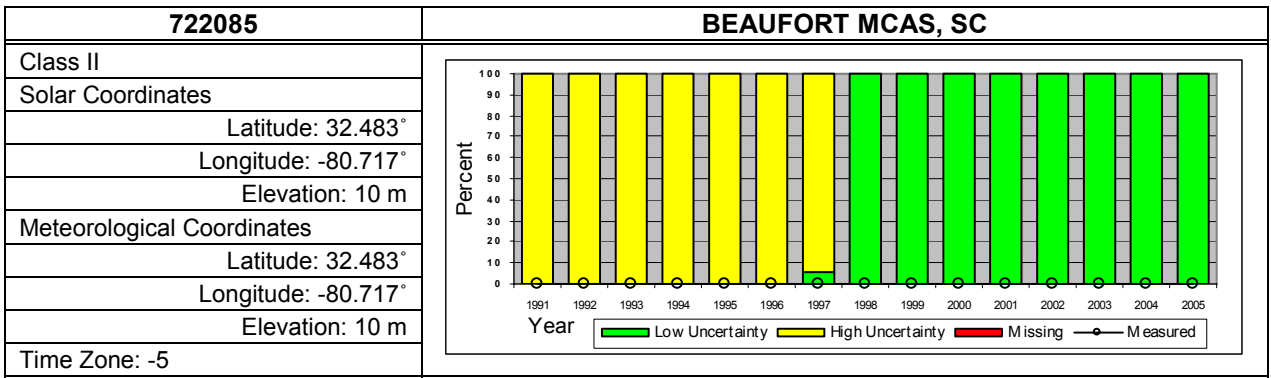 722085
BEAUFORT MCAS, SC
Class II
Solar Coordinates
Latitude: 32.483˚
Longitude: -80.717˚
Elevation: 10 m
Meteorological Coordinates
Latitude: 32.483˚
Longitude: -80.717˚
Elevation: 10 m
Time Zone: -5
Percent
100
90
80
70
60
50
40
30
20
10
0
1991 1992 1993 1994 1995 1996 1997 1998 1999 2000 2001 2002 2003 2004 2005
Year
Low Uncertainty High Uncertainty Missing Measured